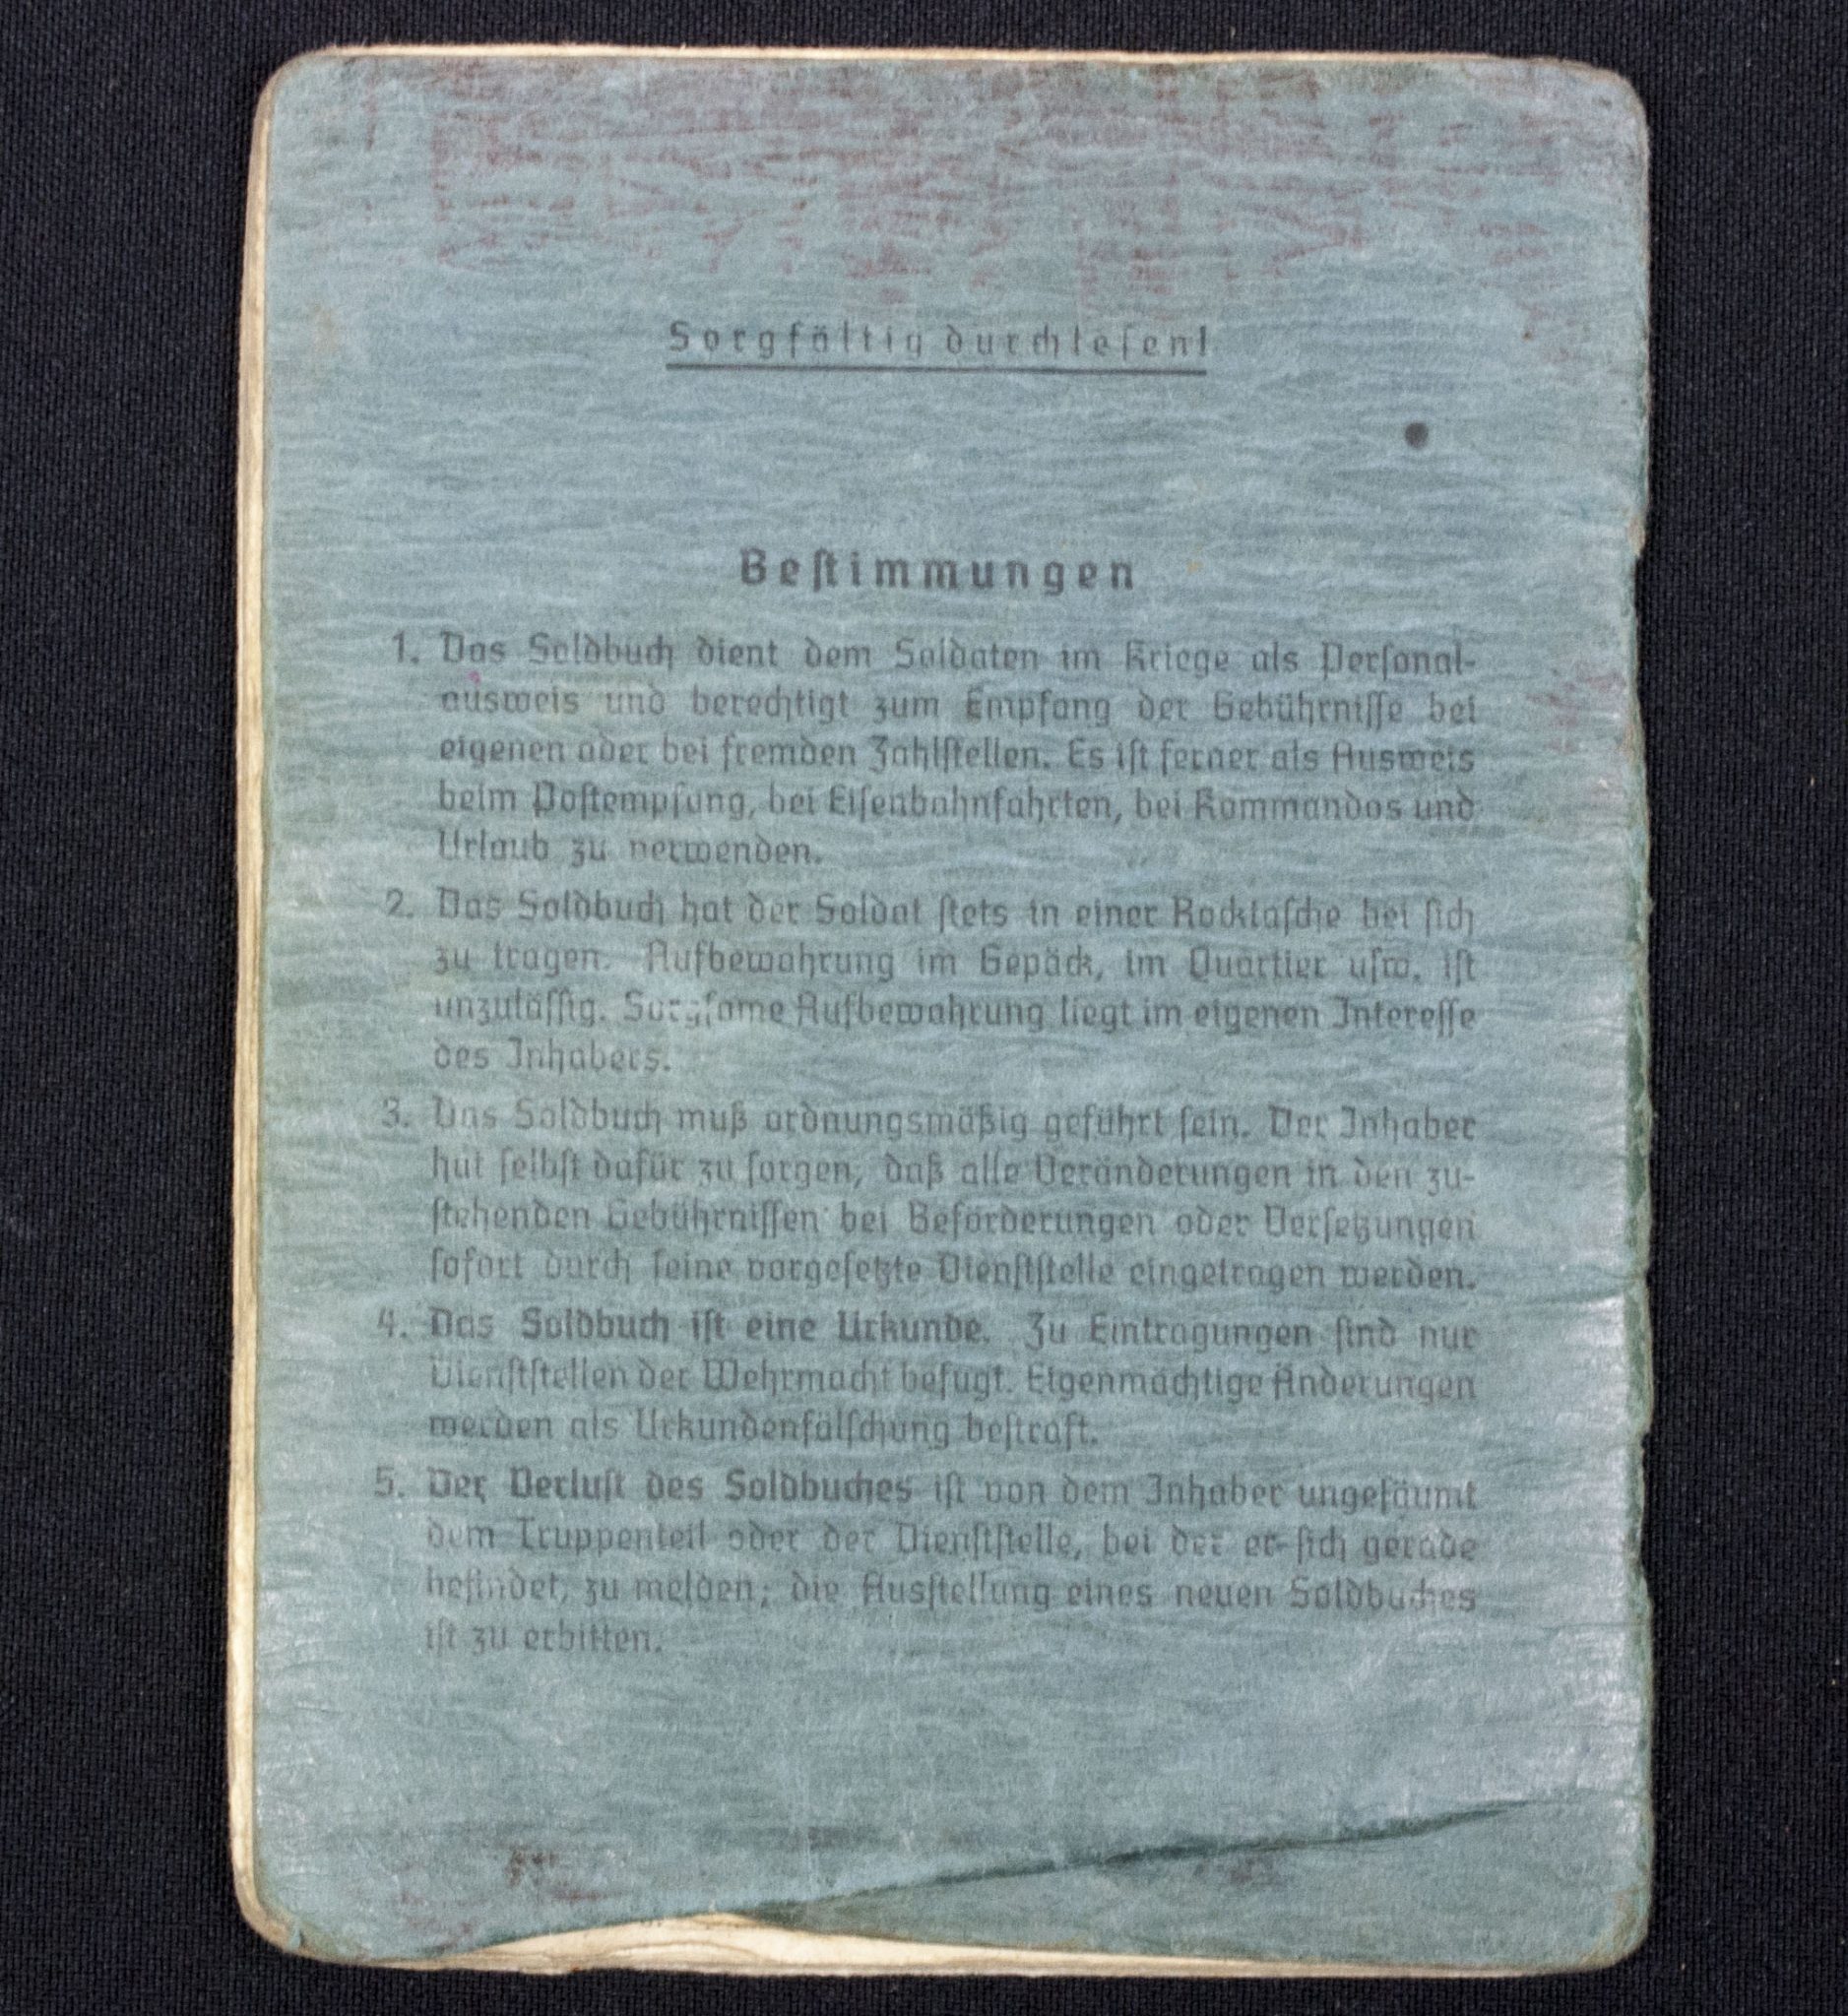 Sorgfältig durchlesen!
Bestimmungen
1. Das Soldbuch dient dem Soldaten im Kriege als Personal-
ausweis und berechtigt zum Empfang der Gebührnisse bei
eigenen oder bei fremden Zahlstellen. Es ist ferner als Ausweis
beim Postempfang, bei Eisenbahnfahrten, bei Kommandos und
Urlaub zu verwenden.
2. Das Soldbuch hat der Soldat stets in einer Rocktasche bei sich
zu tragen. Aufbewahrung im Gepäck, im Quartier usw. ist
unzulässig. Sorgsame Aufbewahrung liegt im eigenen Interesse
des Inhabers.
3. Das Soldbuch muß ordnungsmäßig geführt sein. Der Inhaber
hat selbst dafür zu sorgen, daß alle Veränderungen in den zu-
stehenden Gebührnissen bei Beförderungen oder Versetzungen
sofort durch seine vorgesetzte Dienststelle eingetragen werden.
4. Das Soldbuch ist eine Urkunde. Zu Eintragungen sind nur
Dienststellen der Wehrmacht befugt. Eigenmächtige Änderungen
werden als Urkundenfälschung bestraft.
5. Der Verlust des Soldbuches ist von dem Inhaber ungesäumt
dem Truppenteil oder der Dienststelle, bei der er sich gerade
befindet, zu melden; die Ausstellung eines neuen Soldbuches
ist zu erbitten.